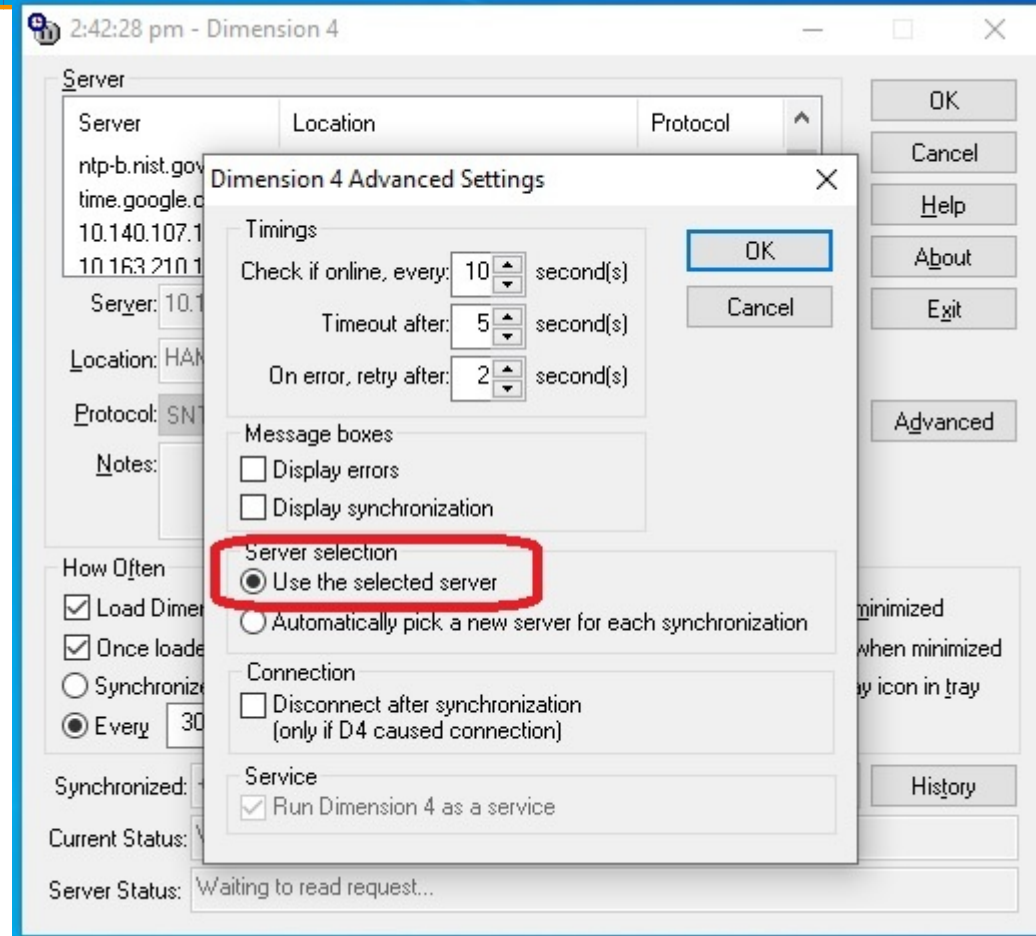 2:42:28 pm - Dimension 4
Server
Server Location Protocol
ntp-b.nist.gov
time.google.c
10.140.107.1
10.163.210.1
Server: 10.1
Location: HAM
Protocol: SNT
Notes:
How Often
Load Dimen
Once loade
Synchronize
Every 30
Synchronized:
Current Status:
Server Status: Waiting to read request...
OK
Cancel
Help
About
Exit
Advanced
minimized
when minimized
ay icon in tray
History
Dimension 4 Advanced Settings
Timings
Check if online, every: 10 second(s)
Timeout after: 5 second(s)
On error, retry after: 2 second(s)
OK
Cancel
Message boxes
Display errors
Display synchronization
Server selection
Use the selected server
Automatically pick a new server for each synchronization
Connection
Disconnect after synchronization
(only if D4 caused connection)
Service
Run Dimension 4 as a service